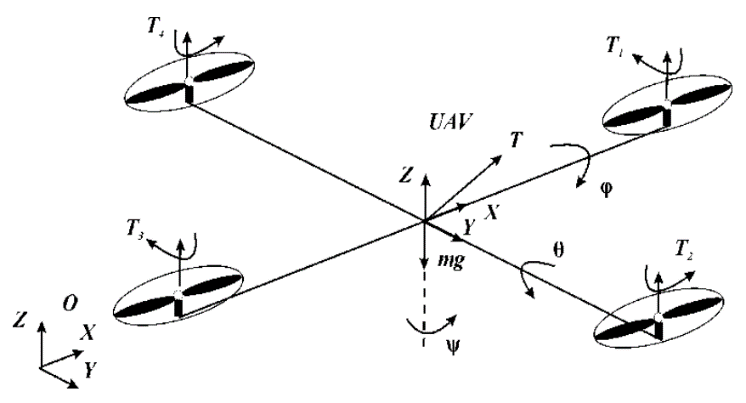 T₄
T₁
UAV
T
φ
Z
X
Y
T₃
mg
θ
T₂
O
Z
X
Y
ψ